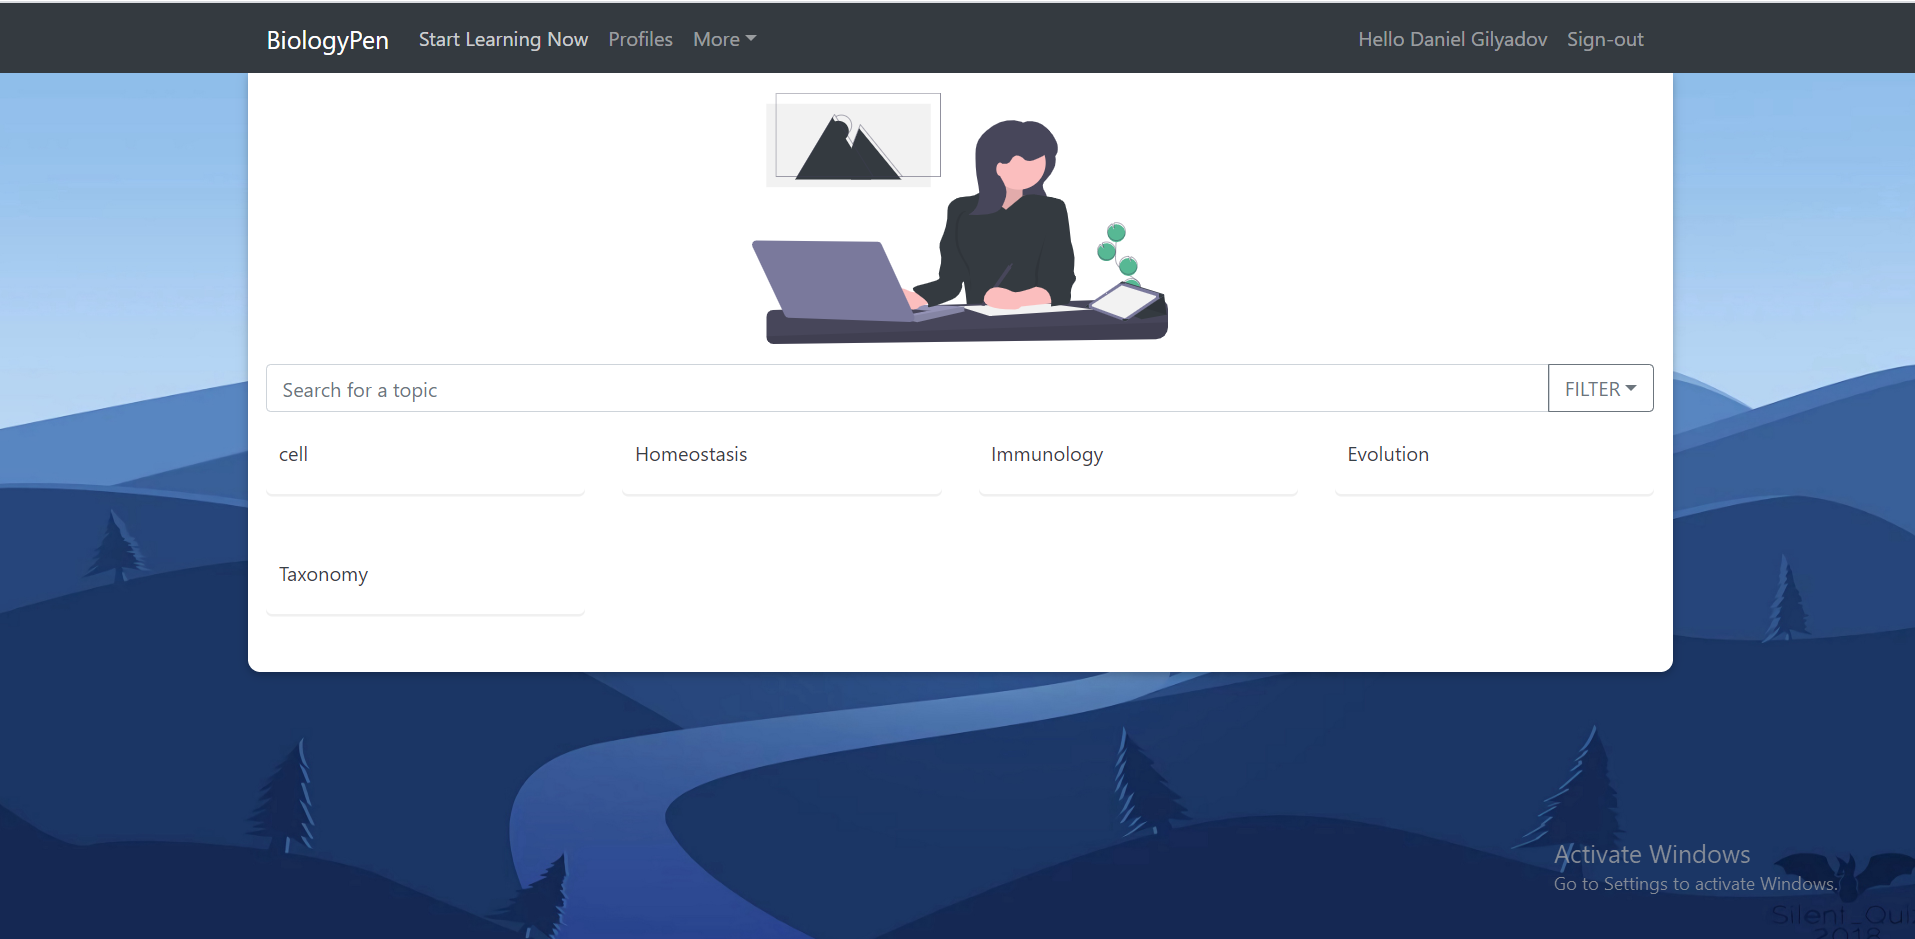 BiologyPen Start Learning Now Profiles More Hello Daniel Gilyadov Sign-out
Search for a topic FILTER
cell Homeostasis Immunology Evolution
Taxonomy
Activate Windows
Go to Settings to activate Windows.
Silent_Qui
2018